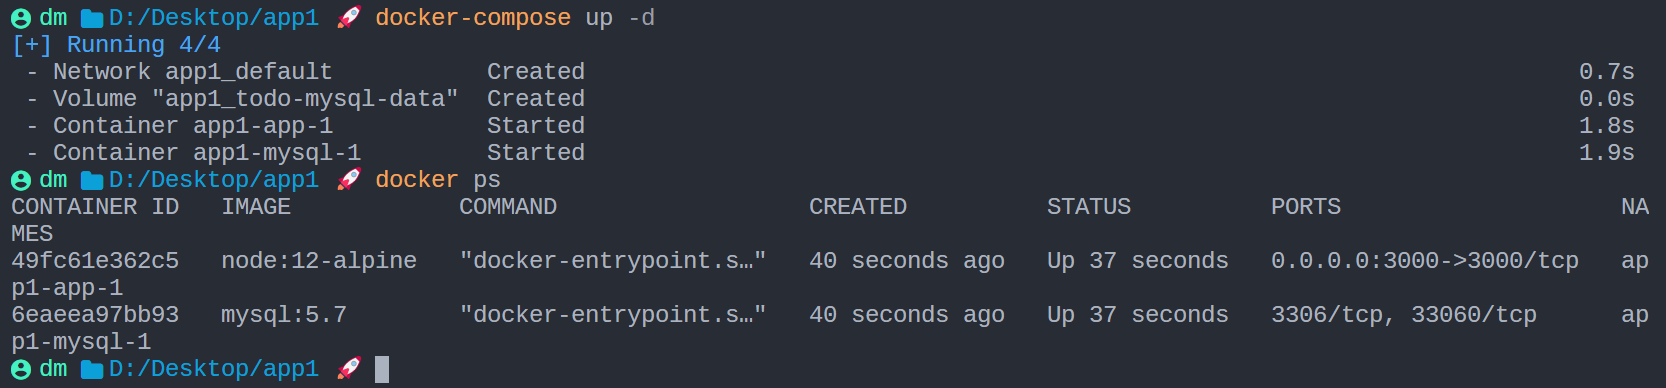 dm D:/Desktop/app1 🚀 docker-compose up -d
[+] Running 4/4
 - Network app1_default           Created                                                                       0.7s
 - Volume "app1_todo-mysql-data"  Created                                                                       0.0s
 - Container app1-app-1           Started                                                                       1.8s
 - Container app1-mysql-1         Started                                                                       1.9s
dm D:/Desktop/app1 🚀 docker ps
CONTAINER ID   IMAGE            COMMAND                  CREATED          STATUS          PORTS                    NA
MES
49fc61e362c5   node:12-alpine   "docker-entrypoint.s…"   40 seconds ago   Up 37 seconds   0.0.0.0:3000->3000/tcp   ap
p1-app-1
6eaeea97bb93   mysql:5.7        "docker-entrypoint.s…"   40 seconds ago   Up 37 seconds   3306/tcp, 33060/tcp      ap
p1-mysql-1
dm D:/Desktop/app1 🚀